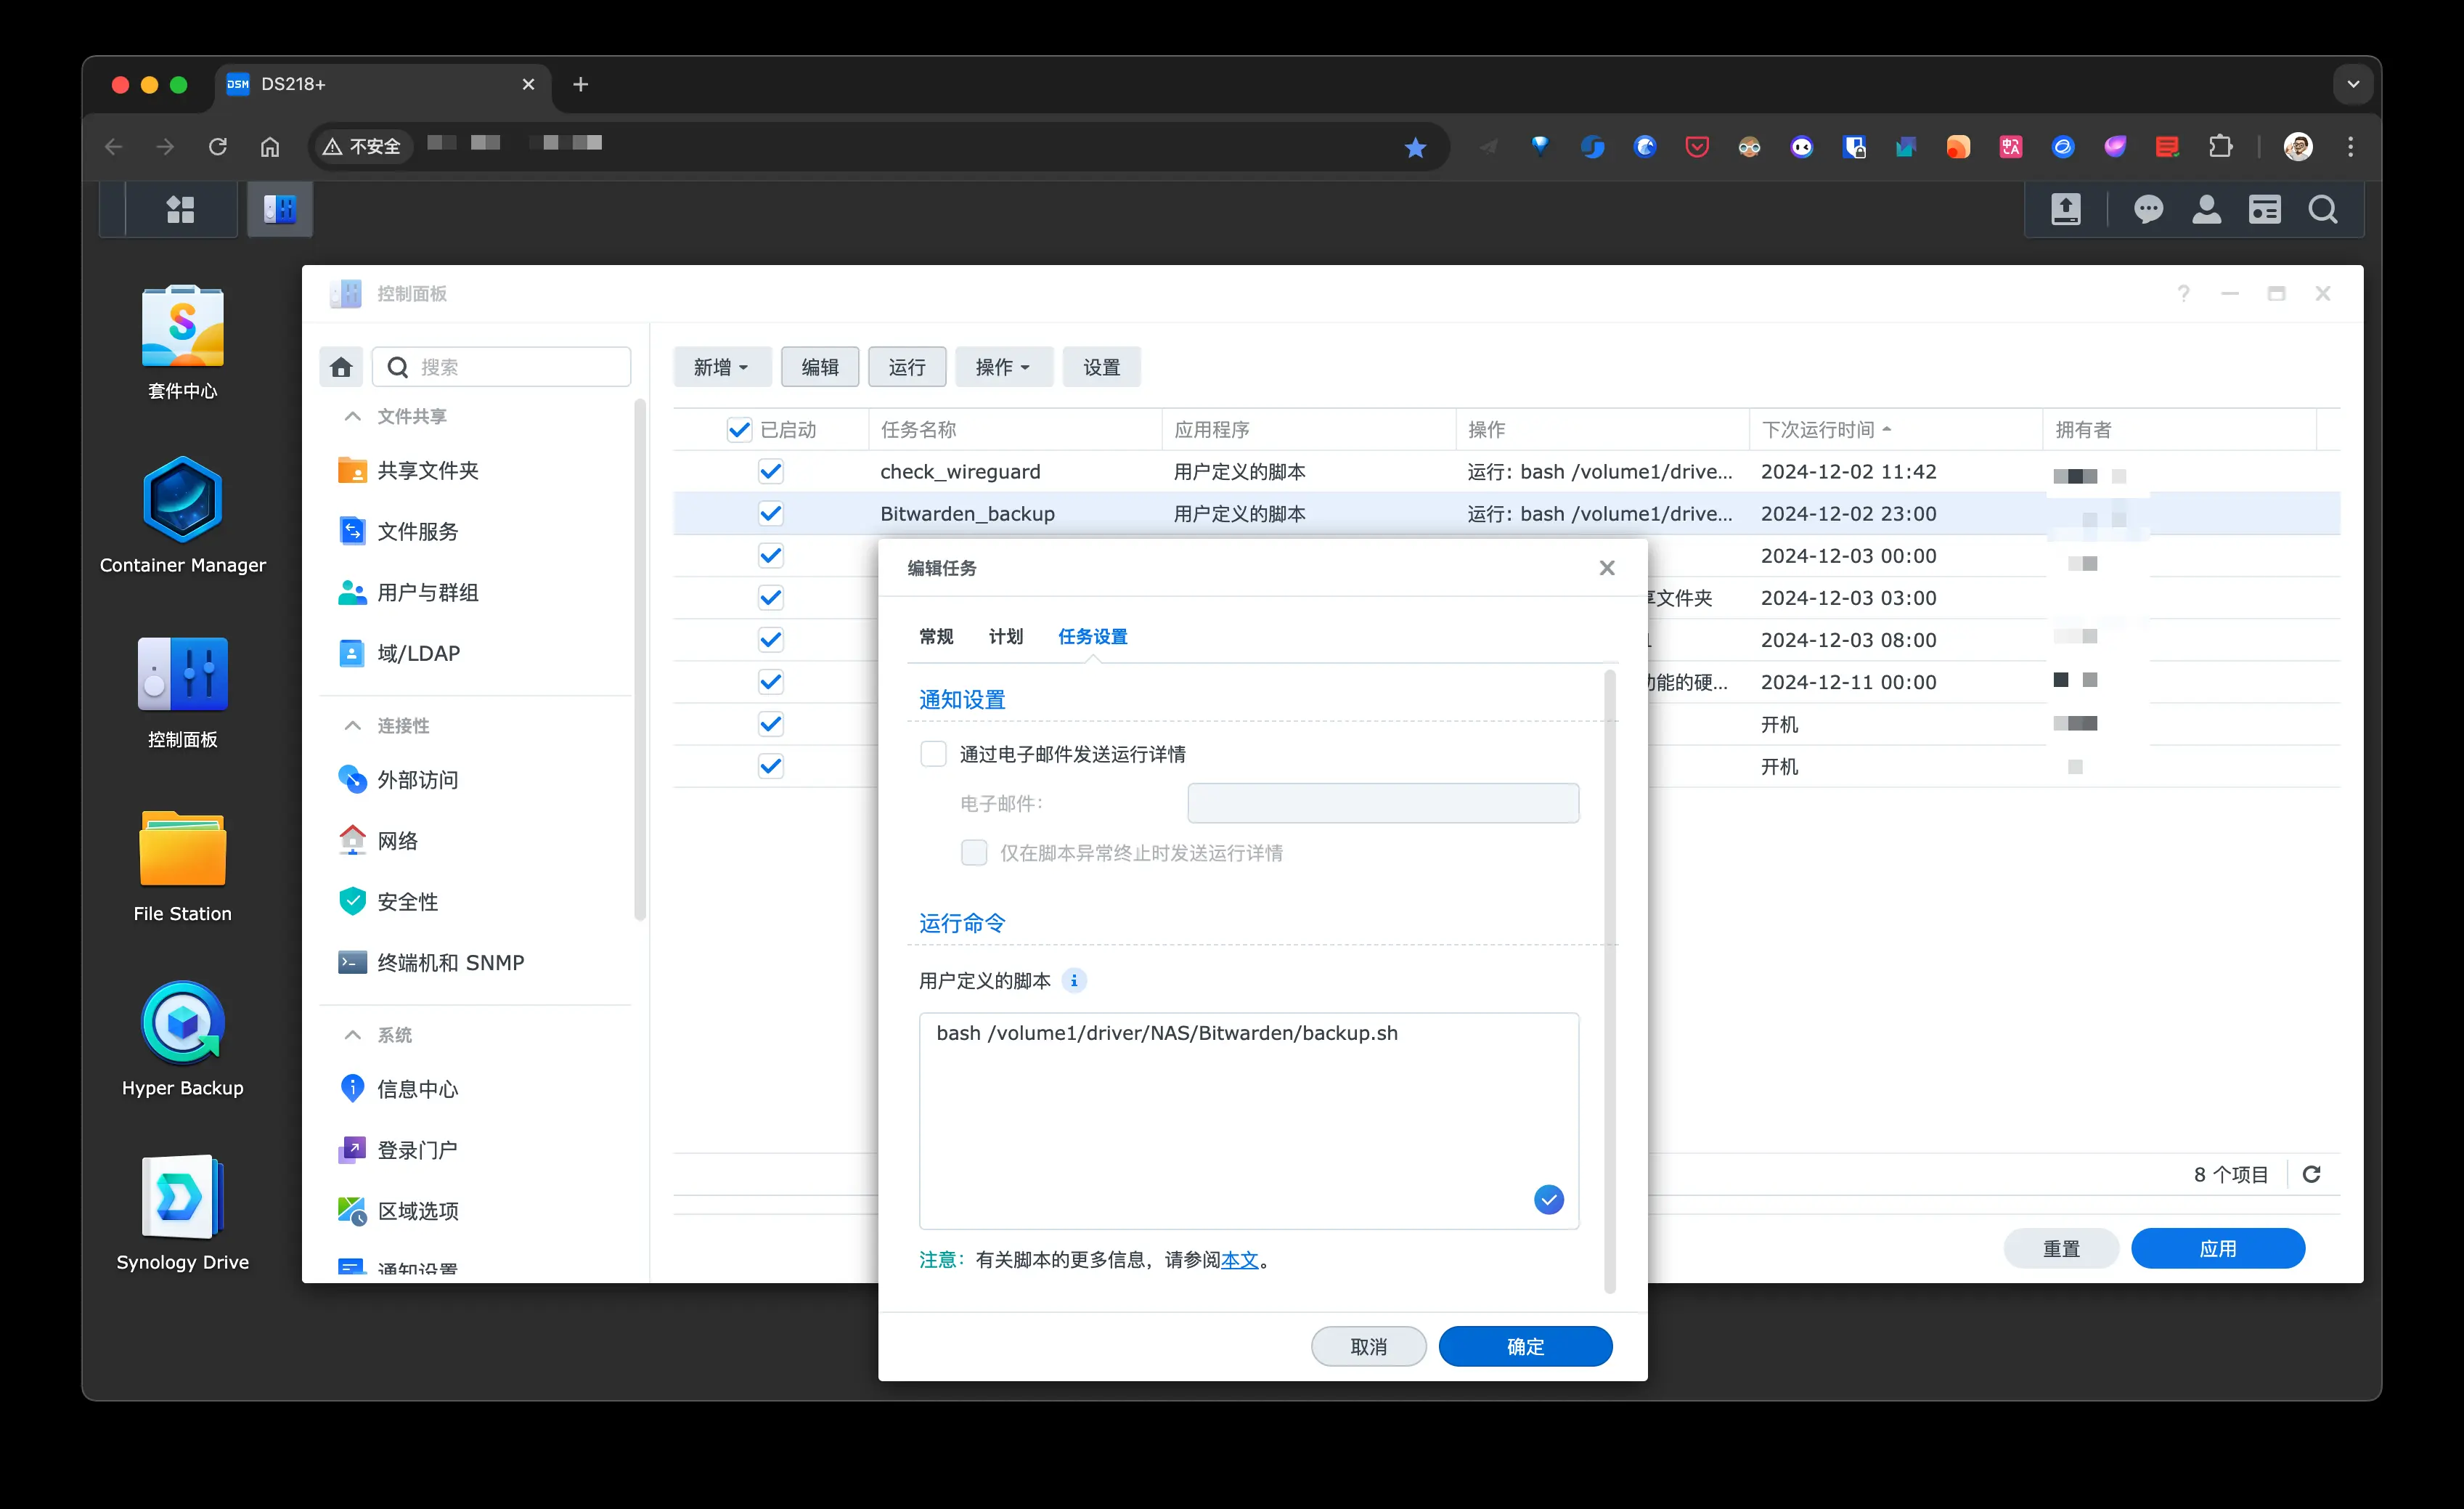 DSM DS218+
不安全
控制面板
套件中心
Container Manager
控制面板
File Station
Hyper Backup
Synology Drive
搜索
文件共享
共享文件夹
文件服务
用户与群组
域/LDAP
连接性
外部访问
网络
安全性
终端机和 SNMP
系统
信息中心
登录门户
区域选项
通知设置
新增 编辑 运行 操作 设置
已启动 任务名称 应用程序 操作 下次运行时间 拥有者
check_wireguard 用户定义的脚本 运行: bash /volume1/drive... 2024-12-02 11:42
Bitwarden_backup 用户定义的脚本 运行: bash /volume1/drive... 2024-12-02 23:00
2024-12-03 00:00
文件夹 2024-12-03 03:00
2024-12-03 08:00
能的硬... 2024-12-11 00:00
开机
开机
编辑任务
常规 计划 任务设置
通知设置
通过电子邮件发送运行详情
电子邮件:
仅在脚本异常终止时发送运行详情
运行命令
用户定义的脚本
bash /volume1/driver/NAS/Bitwarden/backup.sh
注意: 有关脚本的更多信息，请参阅本文。
取消 确定
8 个项目
重置 应用